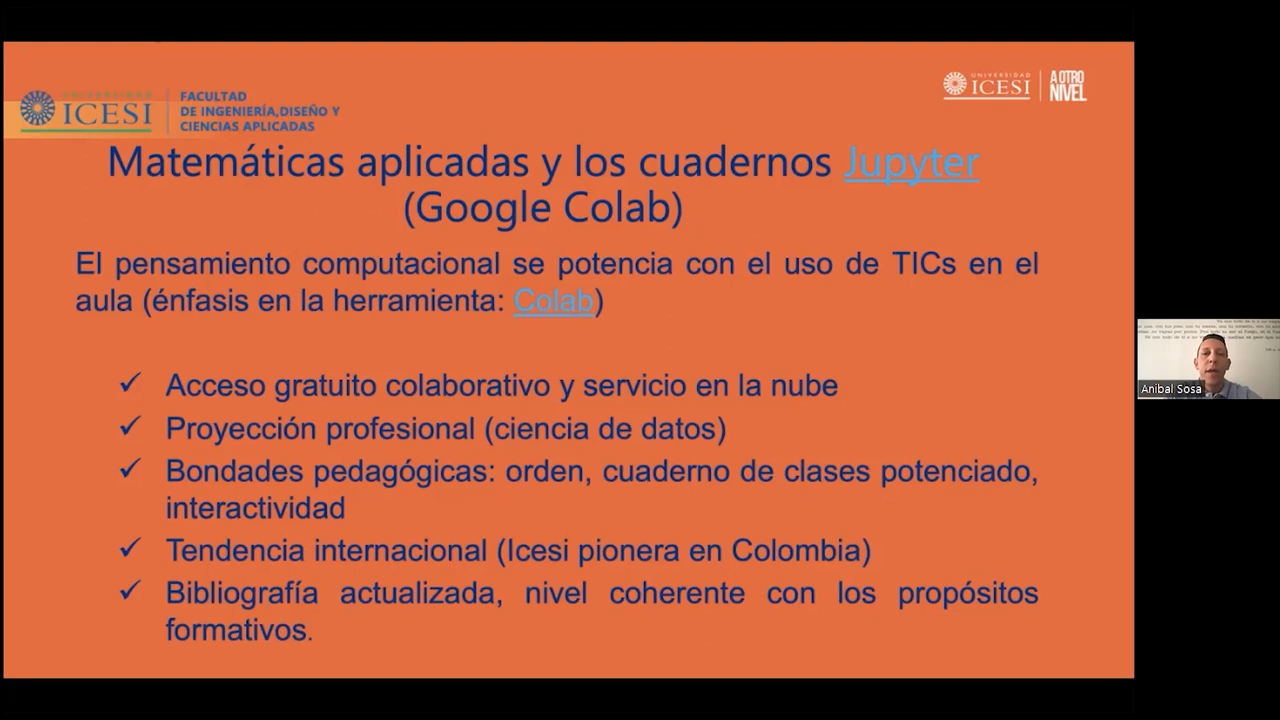 UNIVERSIDAD
ICESI
FACULTAD
DE INGENIERÍA,DISEÑO Y
CIENCIAS APLICADAS
UNIVERSIDAD
ICESI
A OTRO
NIVEL
Matemáticas aplicadas y los cuadernos Jupyter
(Google Colab)
El pensamiento computacional se potencia con el uso de TICs en el
aula (énfasis en la herramienta: Colab)
✓ Acceso gratuito colaborativo y servicio en la nube
✓ Proyección profesional (ciencia de datos)
✓ Bondades pedagógicas: orden, cuaderno de clases potenciado,
interactividad
✓ Tendencia internacional (Icesi pionera en Colombia)
✓ Bibliografía actualizada, nivel coherente con los propósitos
formativos.
Anibal Sosa